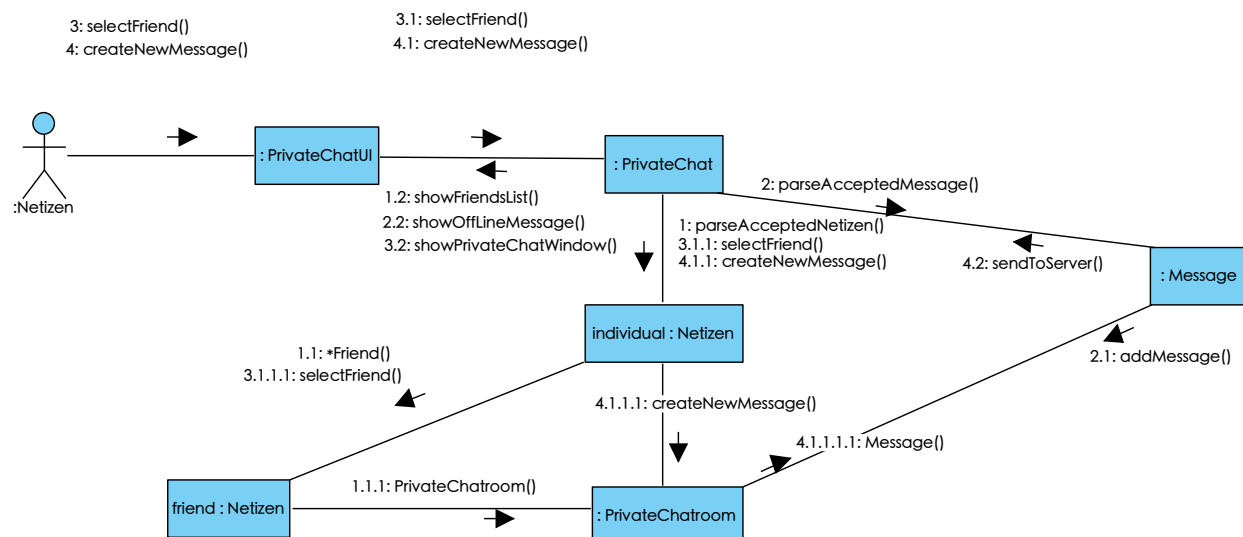 3: selectFriend()
4: createNewMessage()
3.1: selectFriend()
4.1: createNewMessage()
:Netizen
: PrivateChatUI
: PrivateChat
1.2: showFriendsList()
2.2: showOffLineMessage()
3.2: showPrivateChatWindow()
2: parseAcceptedMessage()
1: parseAcceptedNetizen()
3.1.1: selectFriend()
4.1.1: createNewMessage()
4.2: sendToServer()
: Message
individual : Netizen
1.1: *Friend()
3.1.1.1: selectFriend()
2.1: addMessage()
4.1.1.1: createNewMessage()
4.1.1.1.1: Message()
friend : Netizen
1.1.1: PrivateChatroom()
: PrivateChatroom